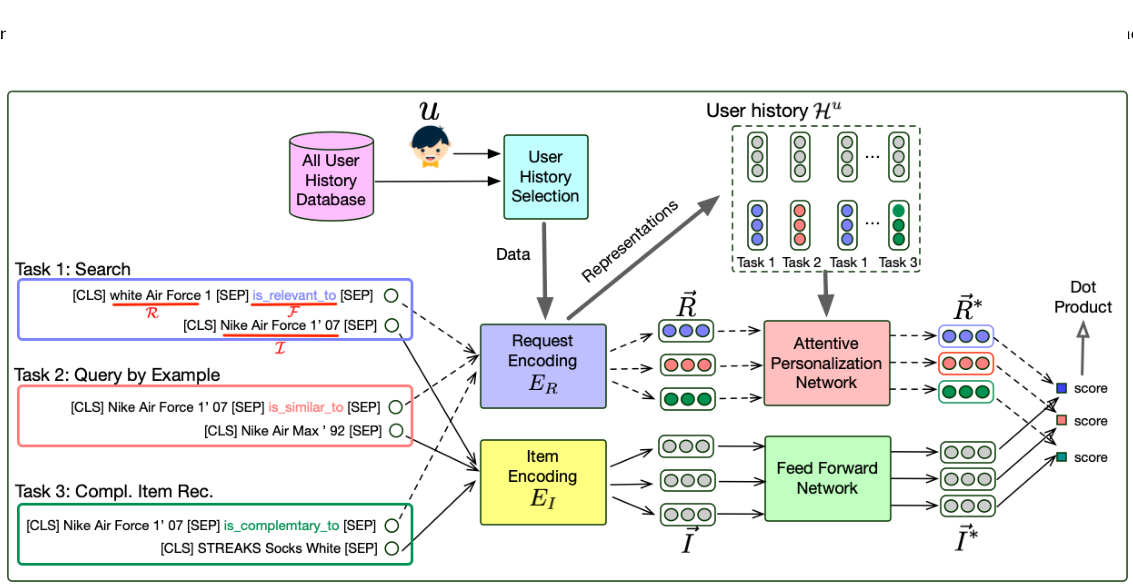 r
u
User history ℋᵘ
All User
History
Database
User
History
Selection
...
...
Task 1 Task 2 Task 1 Task 3
Data
Representations
Task 1: Search
[CLS] white Air Force 1 [SEP] is_relevant_to [SEP]
R F
[CLS] Nike Air Force 1' 07 [SEP]
I
Task 2: Query by Example
[CLS] Nike Air Force 1' 07 [SEP] is_similar_to [SEP]
[CLS] Nike Air Max ' 92 [SEP]
Task 3: Compl. Item Rec.
[CLS] Nike Air Force 1' 07 [SEP] is_complemtary_to [SEP]
[CLS] STREAKS Socks White [SEP]
Request
Encoding
E_R
Item
Encoding
E_I
R⃗
I⃗
Attentive
Personalization
Network
Feed Forward
Network
R⃗*
I⃗*
Dot
Product
score
score
score